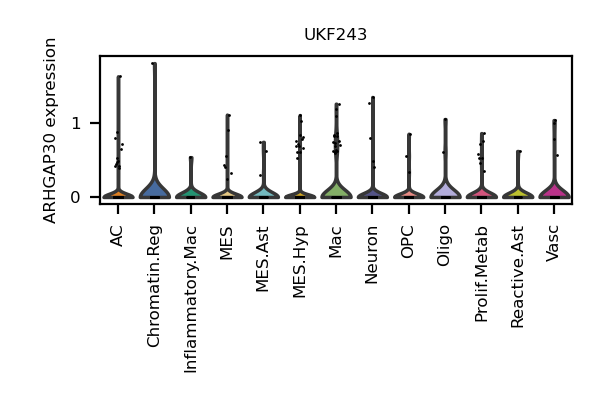 UKF243
ARHGAP30 expression
1
0
AC
Chromatin.Reg
Inflammatory.Mac
MES
MES.Ast
MES.Hyp
Mac
Neuron
OPC
Oligo
Prolif.Metab
Reactive.Ast
Vasc